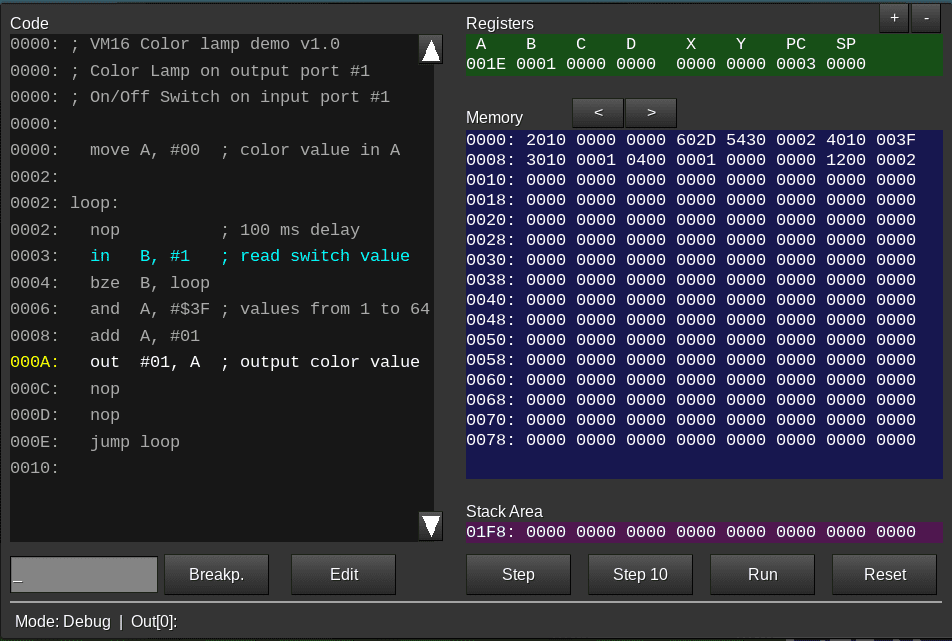 Code
0000: ; VM16 Color lamp demo v1.0
0000: ; Color Lamp on output port #1
0000: ; On/Off Switch on input port #1
0000:
0000:   move A, #00  ; color value in A
0002:
0002: loop:
0002:   nop          ; 100 ms delay
0003:   in   B, #1   ; read switch value
0004:   bze  B, loop
0006:   and  A, #$3F ; values from 1 to 64
0008:   add  A, #01
000A:   out  #01, A  ; output color value
000C:   nop
000D:   nop
000E:   jump loop
0010:
_
Breakp.
Edit
Registers
+ -
A    B    C    D     X    Y    PC   SP
001E 0001 0000 0000  0000 0000 0003 0000
Memory
< >
0000: 2010 0000 0000 602D 5430 0002 4010 003F
0008: 3010 0001 0400 0001 0000 0000 1200 0002
0010: 0000 0000 0000 0000 0000 0000 0000 0000
0018: 0000 0000 0000 0000 0000 0000 0000 0000
0020: 0000 0000 0000 0000 0000 0000 0000 0000
0028: 0000 0000 0000 0000 0000 0000 0000 0000
0030: 0000 0000 0000 0000 0000 0000 0000 0000
0038: 0000 0000 0000 0000 0000 0000 0000 0000
0040: 0000 0000 0000 0000 0000 0000 0000 0000
0048: 0000 0000 0000 0000 0000 0000 0000 0000
0050: 0000 0000 0000 0000 0000 0000 0000 0000
0058: 0000 0000 0000 0000 0000 0000 0000 0000
0060: 0000 0000 0000 0000 0000 0000 0000 0000
0068: 0000 0000 0000 0000 0000 0000 0000 0000
0070: 0000 0000 0000 0000 0000 0000 0000 0000
0078: 0000 0000 0000 0000 0000 0000 0000 0000
Stack Area
01F8: 0000 0000 0000 0000 0000 0000 0000 0000
Step
Step 10
Run
Reset
Mode: Debug | Out[0]: